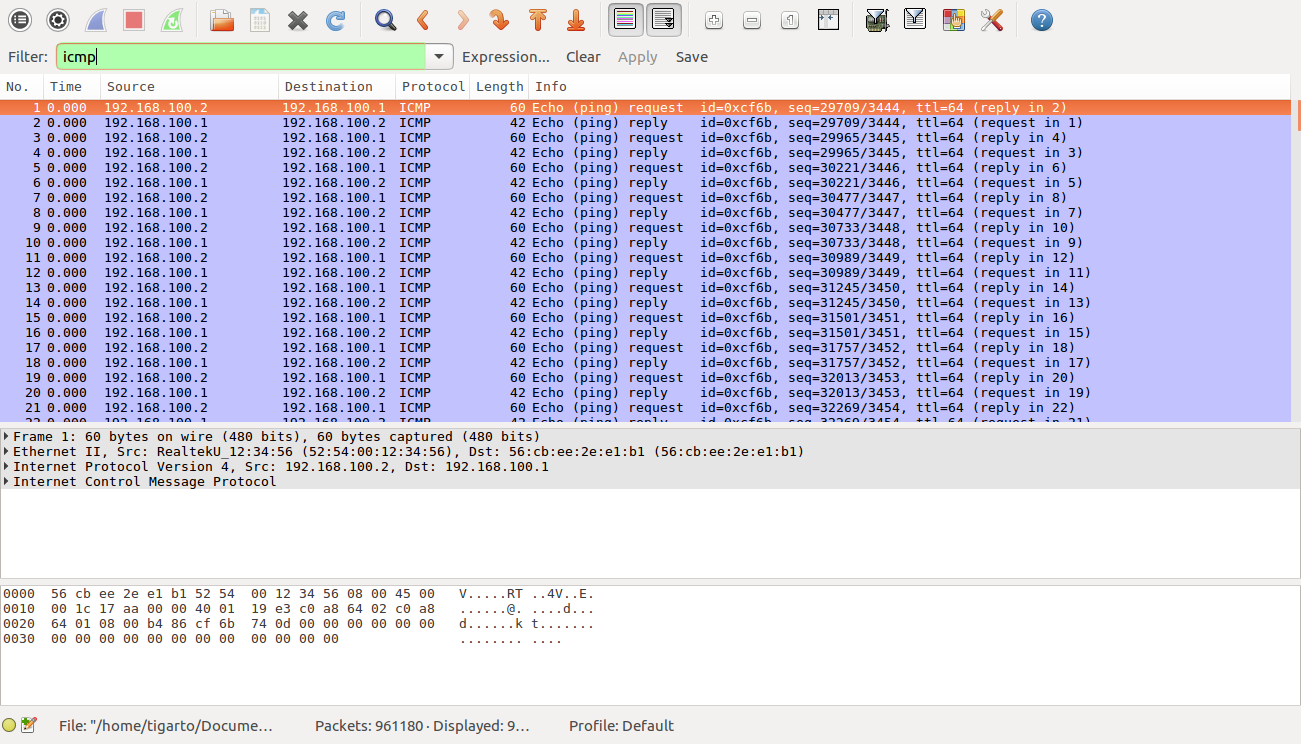 Filter: icmp Expression... Clear Apply Save
No. Time Source Destination Protocol Length Info
1 0.000 192.168.100.2 192.168.100.1 ICMP 60 Echo (ping) request id=0xcf6b, seq=29709/3444, ttl=64 (reply in 2)
2 0.000 192.168.100.1 192.168.100.2 ICMP 42 Echo (ping) reply id=0xcf6b, seq=29709/3444, ttl=64 (request in 1)
3 0.000 192.168.100.2 192.168.100.1 ICMP 60 Echo (ping) request id=0xcf6b, seq=29965/3445, ttl=64 (reply in 4)
4 0.000 192.168.100.1 192.168.100.2 ICMP 42 Echo (ping) reply id=0xcf6b, seq=29965/3445, ttl=64 (request in 3)
5 0.000 192.168.100.2 192.168.100.1 ICMP 60 Echo (ping) request id=0xcf6b, seq=30221/3446, ttl=64 (reply in 6)
6 0.000 192.168.100.1 192.168.100.2 ICMP 42 Echo (ping) reply id=0xcf6b, seq=30221/3446, ttl=64 (request in 5)
7 0.000 192.168.100.2 192.168.100.1 ICMP 60 Echo (ping) request id=0xcf6b, seq=30477/3447, ttl=64 (reply in 8)
8 0.000 192.168.100.1 192.168.100.2 ICMP 42 Echo (ping) reply id=0xcf6b, seq=30477/3447, ttl=64 (request in 7)
9 0.000 192.168.100.2 192.168.100.1 ICMP 60 Echo (ping) request id=0xcf6b, seq=30733/3448, ttl=64 (reply in 10)
10 0.000 192.168.100.1 192.168.100.2 ICMP 42 Echo (ping) reply id=0xcf6b, seq=30733/3448, ttl=64 (request in 9)
11 0.000 192.168.100.2 192.168.100.1 ICMP 60 Echo (ping) request id=0xcf6b, seq=30989/3449, ttl=64 (reply in 12)
12 0.000 192.168.100.1 192.168.100.2 ICMP 42 Echo (ping) reply id=0xcf6b, seq=30989/3449, ttl=64 (request in 11)
13 0.000 192.168.100.2 192.168.100.1 ICMP 60 Echo (ping) request id=0xcf6b, seq=31245/3450, ttl=64 (reply in 14)
14 0.000 192.168.100.1 192.168.100.2 ICMP 42 Echo (ping) reply id=0xcf6b, seq=31245/3450, ttl=64 (request in 13)
15 0.000 192.168.100.2 192.168.100.1 ICMP 60 Echo (ping) request id=0xcf6b, seq=31501/3451, ttl=64 (reply in 16)
16 0.000 192.168.100.1 192.168.100.2 ICMP 42 Echo (ping) reply id=0xcf6b, seq=31501/3451, ttl=64 (request in 15)
17 0.000 192.168.100.2 192.168.100.1 ICMP 60 Echo (ping) request id=0xcf6b, seq=31757/3452, ttl=64 (reply in 18)
18 0.000 192.168.100.1 192.168.100.2 ICMP 42 Echo (ping) reply id=0xcf6b, seq=31757/3452, ttl=64 (request in 17)
19 0.000 192.168.100.2 192.168.100.1 ICMP 60 Echo (ping) request id=0xcf6b, seq=32013/3453, ttl=64 (reply in 20)
20 0.000 192.168.100.1 192.168.100.2 ICMP 42 Echo (ping) reply id=0xcf6b, seq=32013/3453, ttl=64 (request in 19)
21 0.000 192.168.100.2 192.168.100.1 ICMP 60 Echo (ping) request id=0xcf6b, seq=32269/3454, ttl=64 (reply in 22)
Frame 1: 60 bytes on wire (480 bits), 60 bytes captured (480 bits)
Ethernet II, Src: RealtekU_12:34:56 (52:54:00:12:34:56), Dst: 56:cb:ee:2e:e1:b1 (56:cb:ee:2e:e1:b1)
Internet Protocol Version 4, Src: 192.168.100.2, Dst: 192.168.100.1
Internet Control Message Protocol
0000 56 cb ee 2e e1 b1 52 54 00 12 34 56 08 00 45 00 V.....RT ..4V..E.
0010 00 1c 17 aa 00 00 40 01 19 e3 c0 a8 64 02 c0 a8 ......@. ....d...
0020 64 01 08 00 b4 86 cf 6b 74 0d 00 00 00 00 00 00 d......k t.......
0030 00 00 00 00 00 00 00 00 00 00 00 00 ........ ....
File: "/home/tigarto/Docume... Packets: 961180 · Displayed: 9... Profile: Default